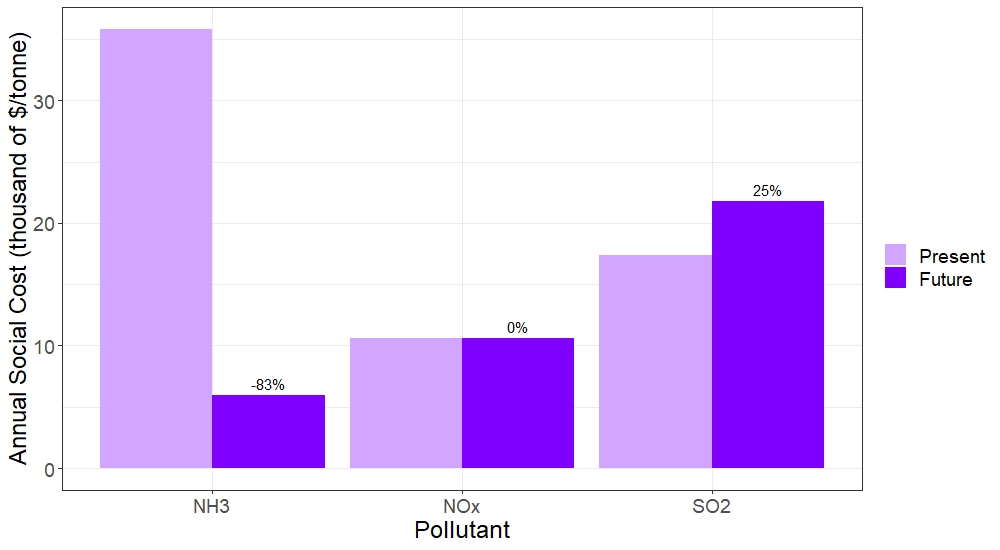 Annual Social Cost (thousand of $/tonne)
30
20
10
0
-83%
0%
25%
NH3
NOx
SO2
Pollutant
Present
Future